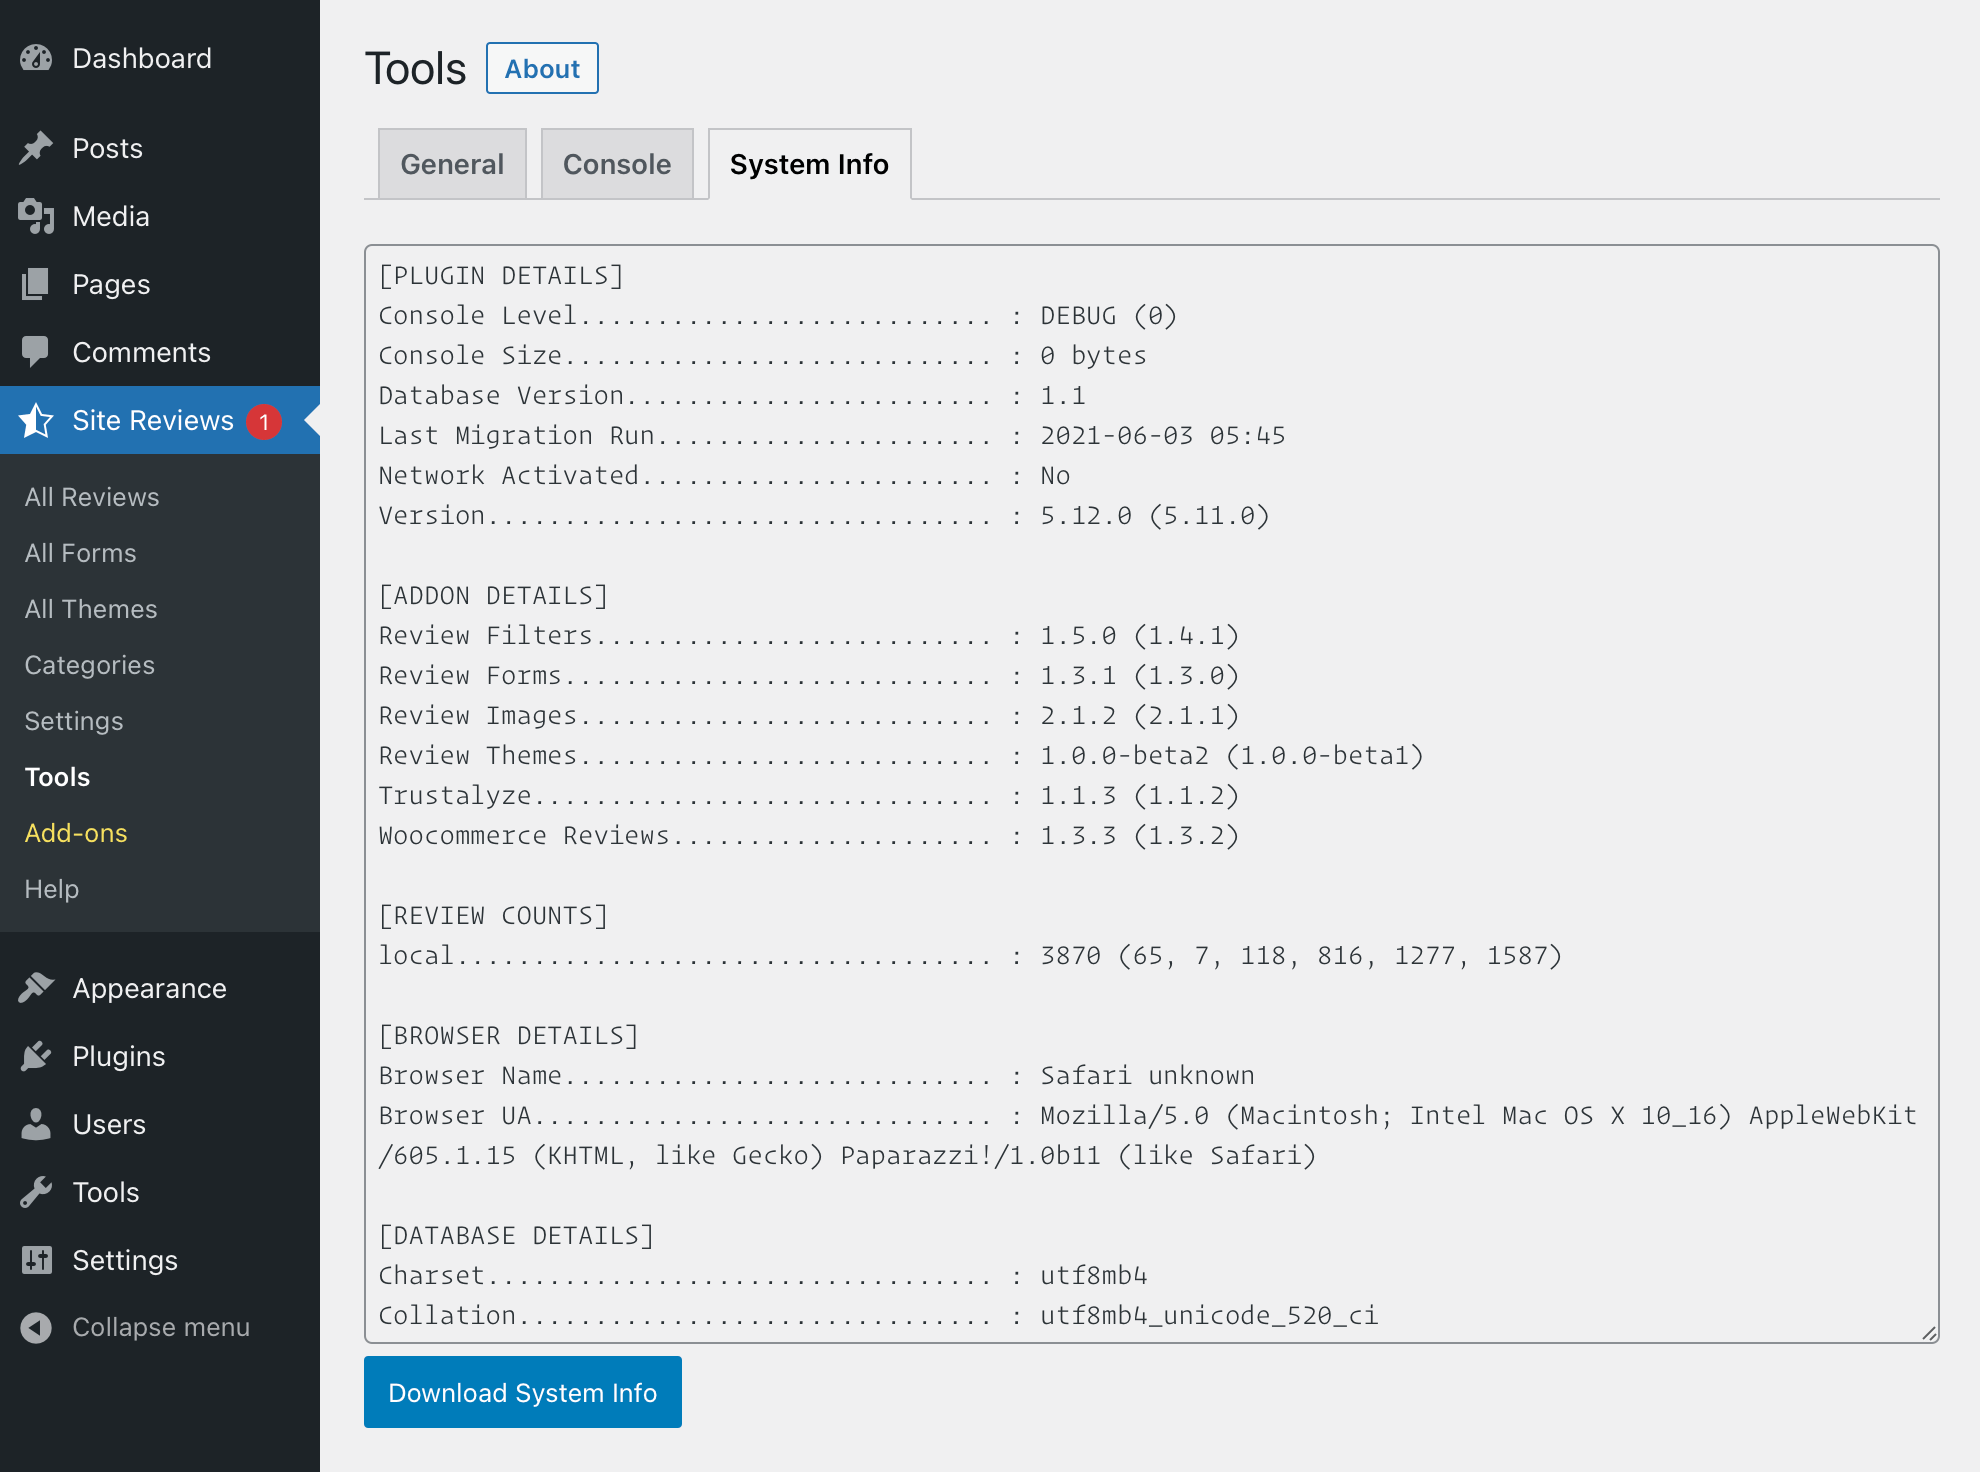 Dashboard
Posts
Media
Pages
Comments
Site Reviews 1
All Reviews
All Forms
All Themes
Categories
Settings
Tools
Add-ons
Help
Appearance
Plugins
Users
Tools
Settings
Collapse menu
Tools About
General Console System Info
[PLUGIN DETAILS]
Console Level........................... : DEBUG (0)
Console Size............................ : 0 bytes
Database Version........................ : 1.1
Last Migration Run...................... : 2021-06-03 05:45
Network Activated....................... : No
Version................................. : 5.12.0 (5.11.0)
[ADDON DETAILS]
Review Filters.......................... : 1.5.0 (1.4.1)
Review Forms............................ : 1.3.1 (1.3.0)
Review Images........................... : 2.1.2 (2.1.1)
Review Themes........................... : 1.0.0-beta2 (1.0.0-beta1)
Trustalyze.............................. : 1.1.3 (1.1.2)
Woocommerce Reviews..................... : 1.3.3 (1.3.2)
[REVIEW COUNTS]
local................................... : 3870 (65, 7, 118, 816, 1277, 1587)
[BROWSER DETAILS]
Browser Name............................ : Safari unknown
Browser UA.............................. : Mozilla/5.0 (Macintosh; Intel Mac OS X 10_16) AppleWebKit
/605.1.15 (KHTML, like Gecko) Paparazzi!/1.0b11 (like Safari)
[DATABASE DETAILS]
Charset................................. : utf8mb4
Collation............................... : utf8mb4_unicode_520_ci
Download System Info